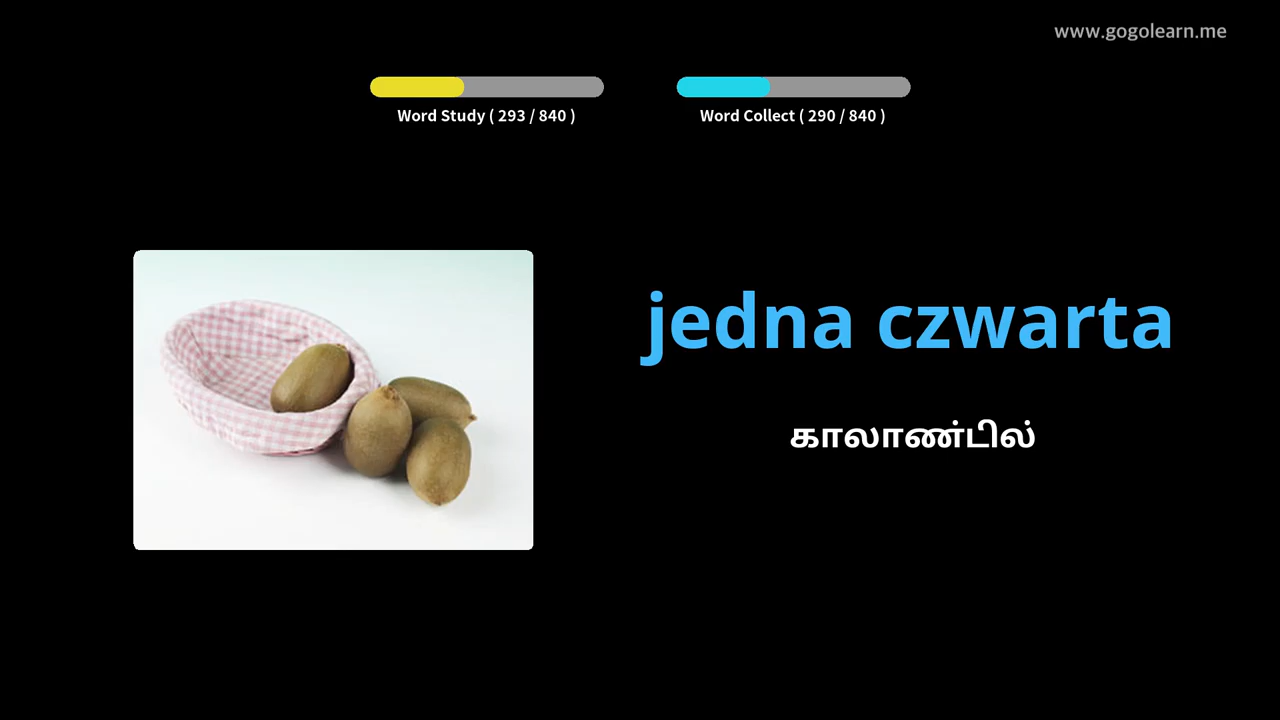 www.gogolearn.me
Word Study ( 293 / 840 )
Word Collect ( 290 / 840 )
jedna czwarta
காலாண்டில்